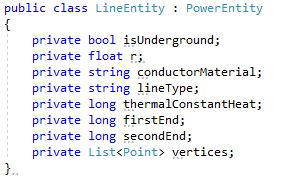 public class LineEntity : PowerEntity
{
    private bool isUnderground;
    private float r;
    private string conductorMaterial;
    private string lineType;
    private long thermalConstantHeat;
    private long firstEnd;
    private long secondEnd;
    private List<Point> vertices;
}